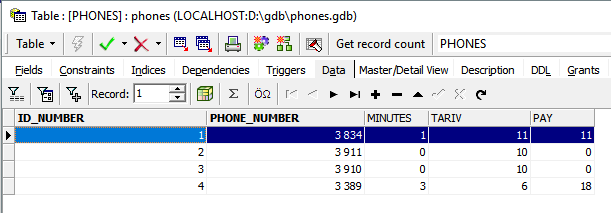 Table : [PHONES] : phones (LOCALHOST:D:\gdb\phones.gdb)
Table Get record count PHONES
Fields Constraints Indices Dependencies Triggers Data Master/Detail View Description DDL Grants
Record: 1 Σ ÖΩ
ID_NUMBER PHONE_NUMBER MINUTES TARIV PAY
1 3 834 1 11 11
2 3 911 0 10 0
3 3 910 0 10 0
4 3 389 3 6 18